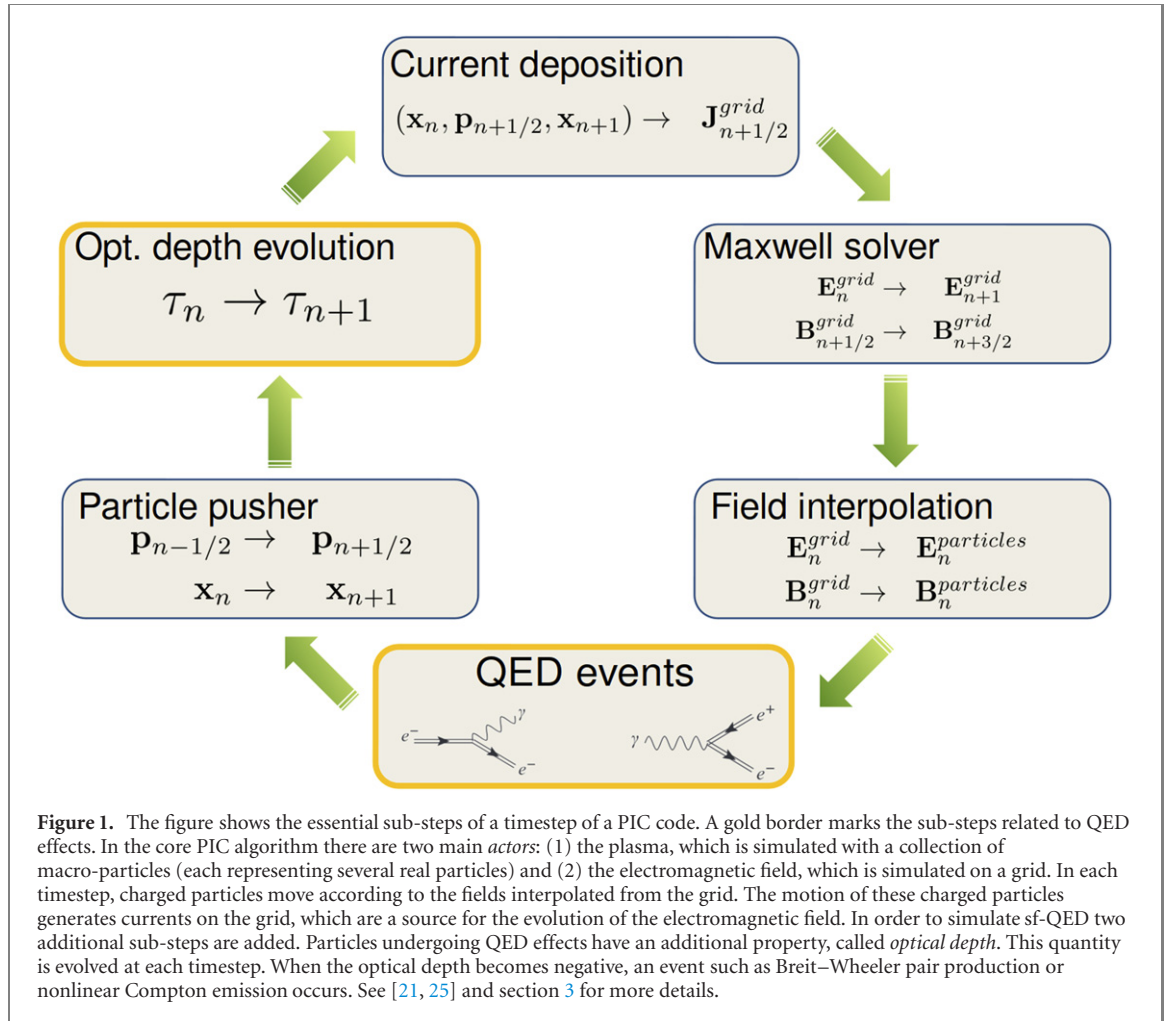 Current deposition
(x_n, p_{n+1/2}, x_{n+1}) → J^{grid}_{n+1/2}
Opt. depth evolution
τ_n → τ_{n+1}
Maxwell solver
E^{grid}_n → E^{grid}_{n+1}
B^{grid}_{n+1/2} → B^{grid}_{n+3/2}
Particle pusher
p_{n−1/2} → p_{n+1/2}
x_n → x_{n+1}
Field interpolation
E^{grid}_n → E^{particles}_n
B^{grid}_n → B^{particles}_n
QED events
e⁻ γ e⁻
γ e⁺ e⁻
Figure 1. The figure shows the essential sub-steps of a timestep of a PIC code. A gold border marks the sub-steps related to QED
effects. In the core PIC algorithm there are two main actors: (1) the plasma, which is simulated with a collection of
macro-particles (each representing several real particles) and (2) the electromagnetic field, which is simulated on a grid. In each
timestep, charged particles move according to the fields interpolated from the grid. The motion of these charged particles
generates currents on the grid, which are a source for the evolution of the electromagnetic field. In order to simulate sf-QED two
additional sub-steps are added. Particles undergoing QED effects have an additional property, called optical depth. This quantity
is evolved at each timestep. When the optical depth becomes negative, an event such as Breit–Wheeler pair production or
nonlinear Compton emission occurs. See [21, 25] and section 3 for more details.